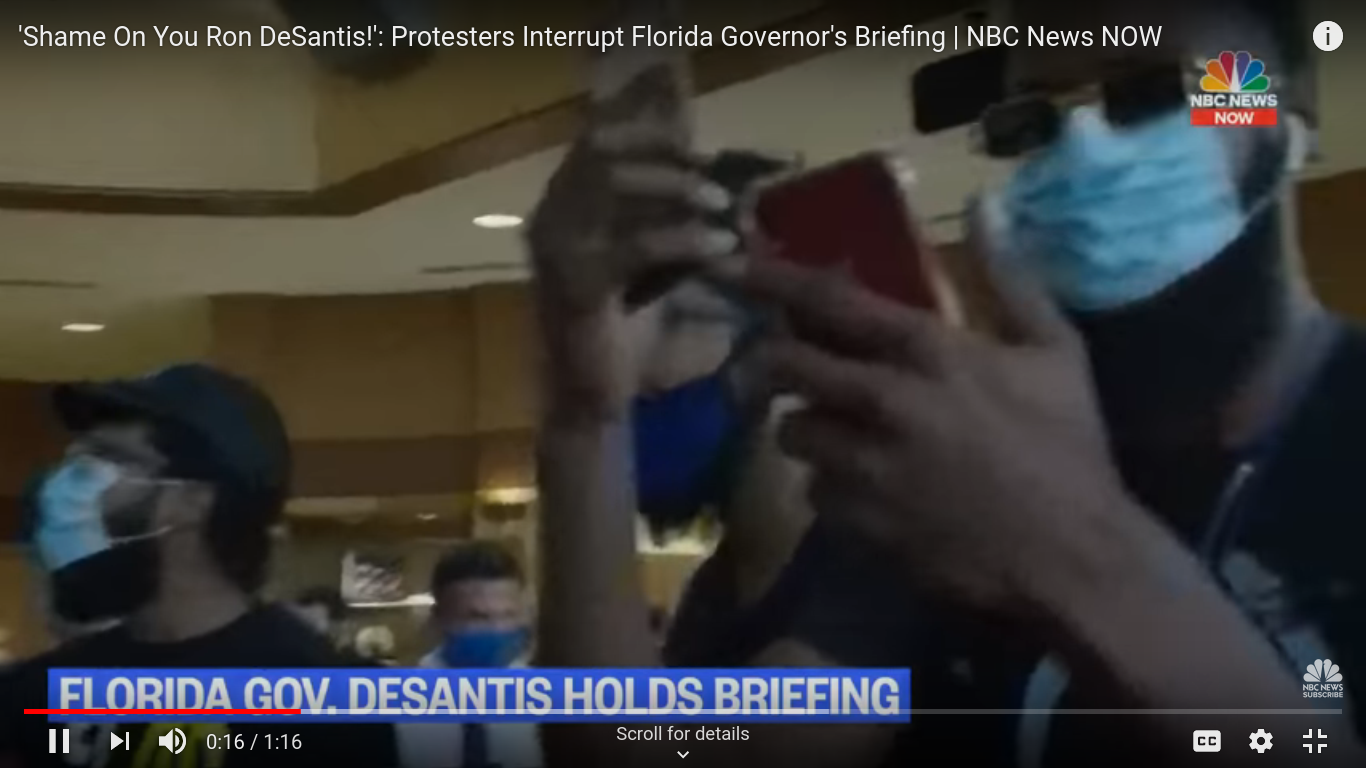 'Shame On You Ron DeSantis!': Protesters Interrupt Florida Governor's Briefing | NBC News NOW
i
NBC NEWS
NOW
FLORIDA GOV. DESANTIS HOLDS BRIEFING
NBC NEWS
SUBSCRIBE
0:16 / 1:16
Scroll for details
CC